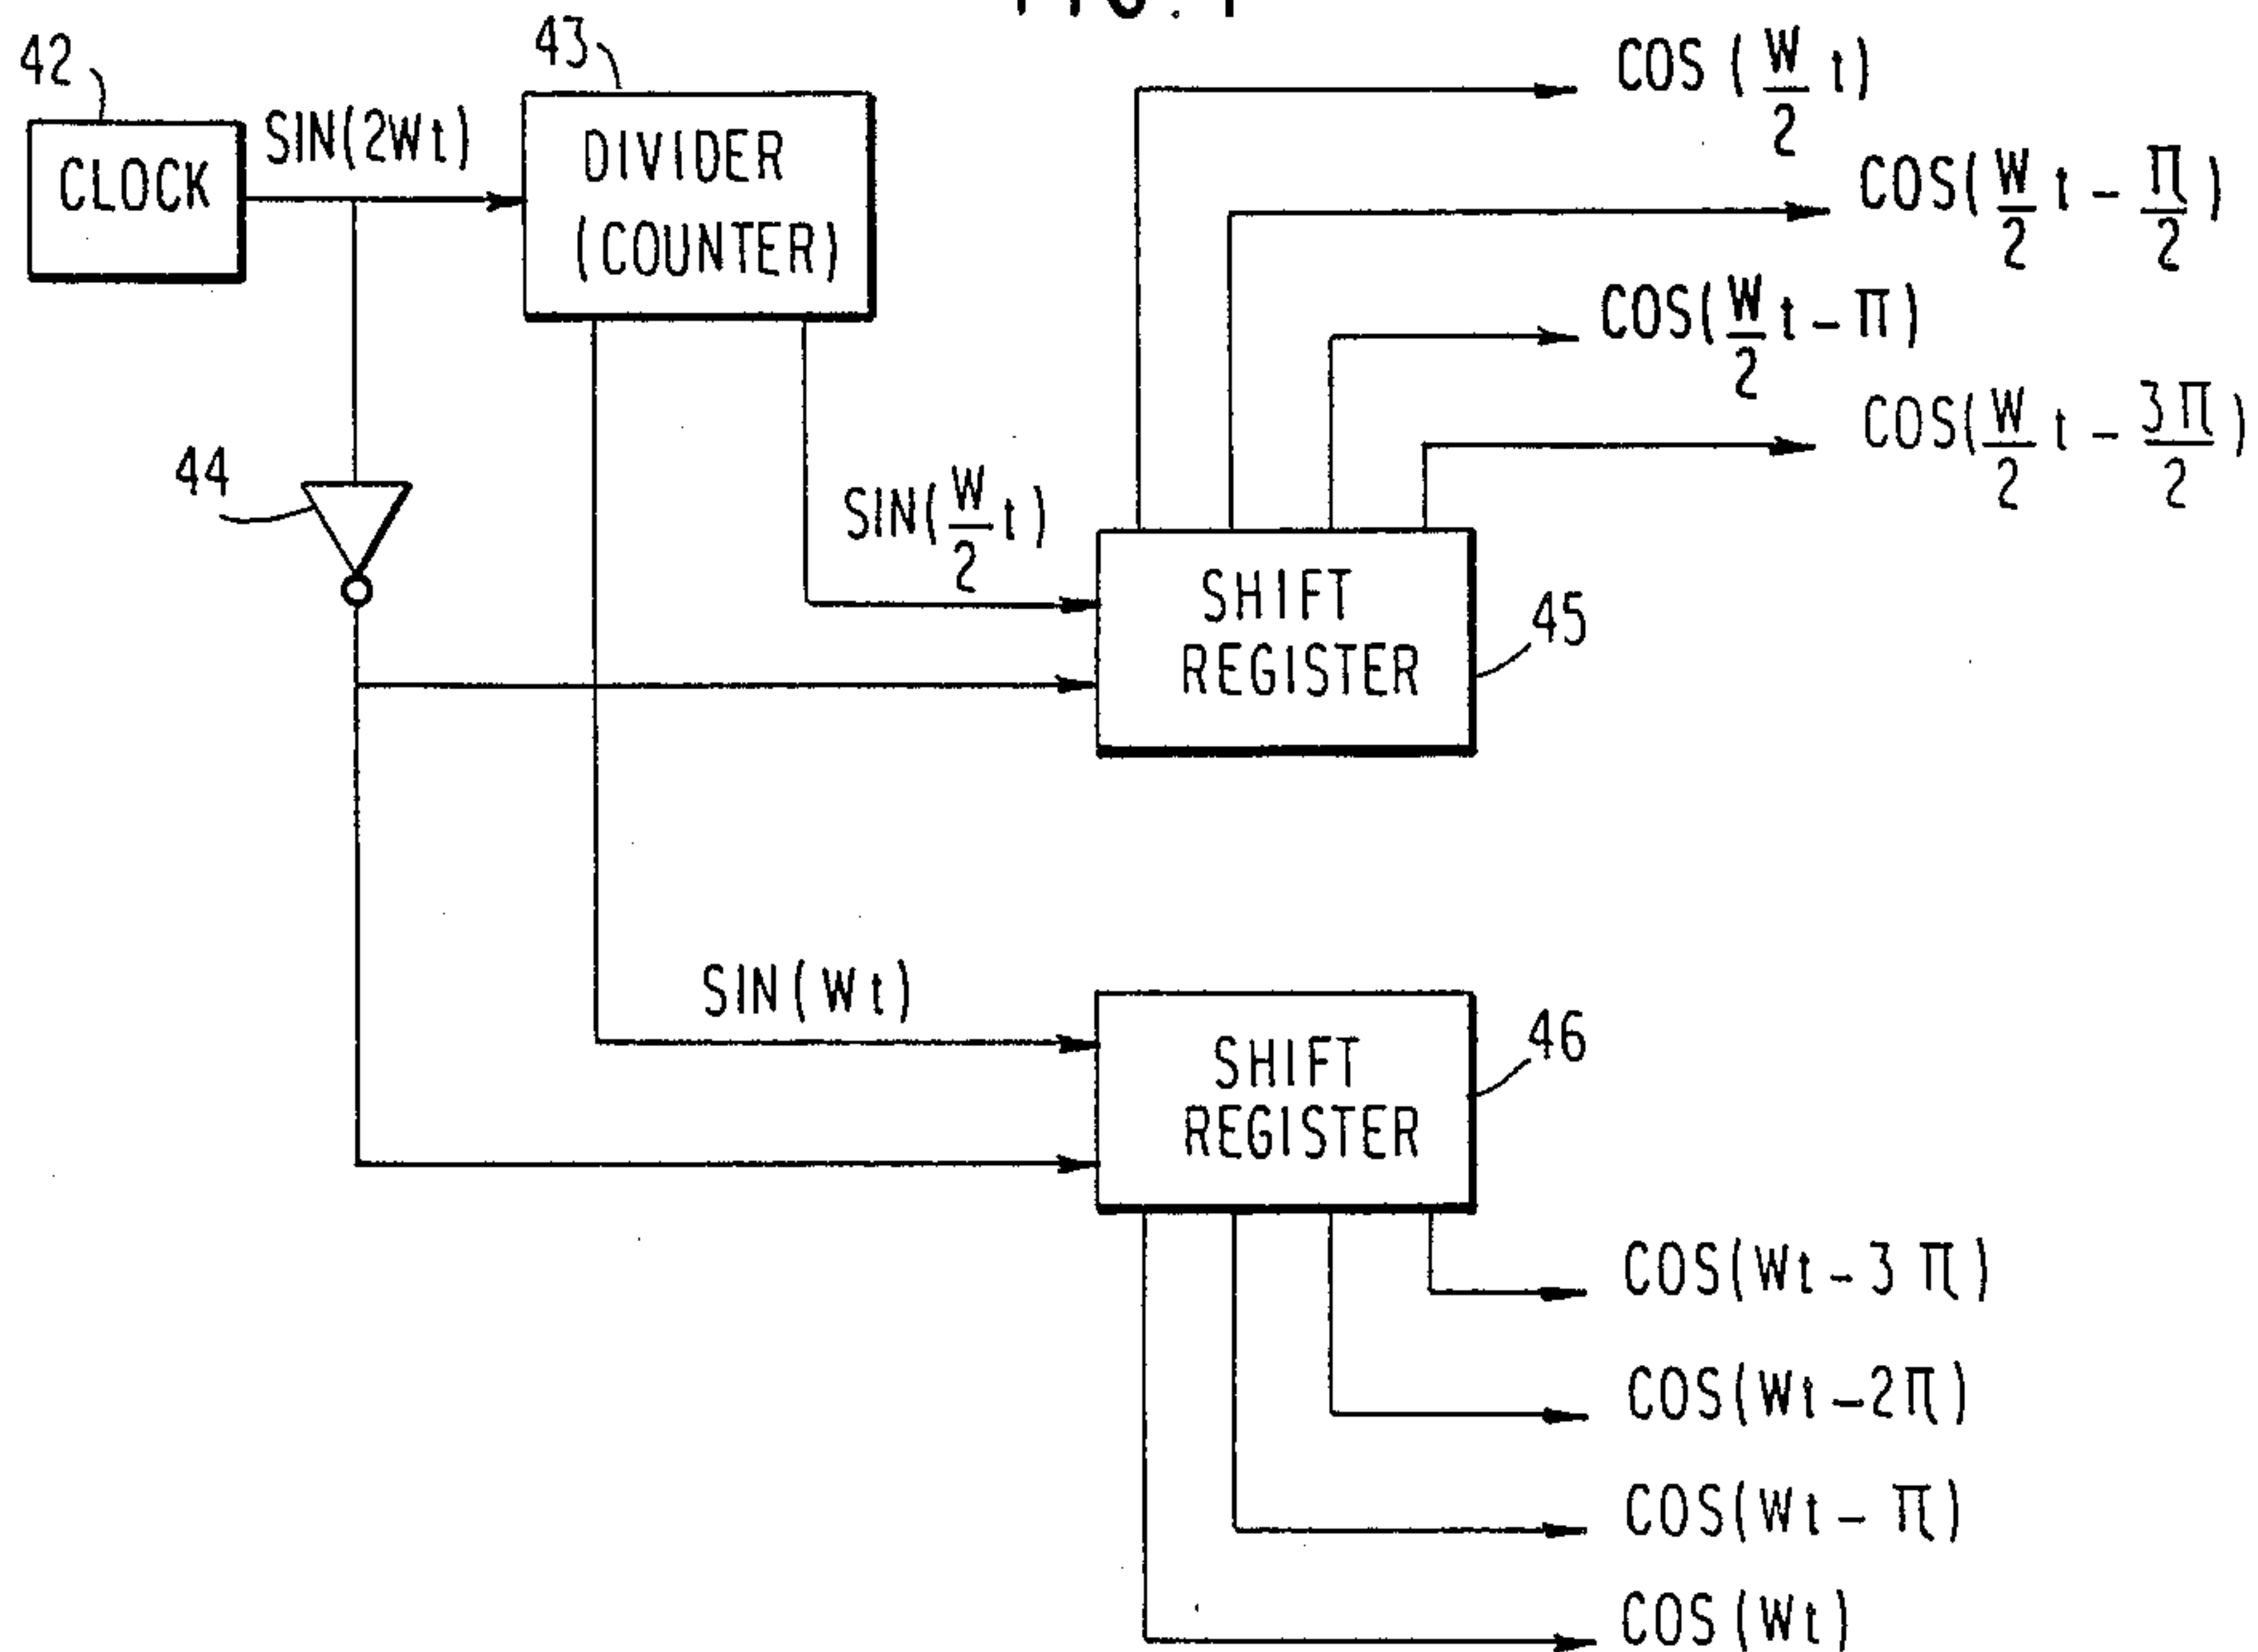 FIG. 1
42
43
CLOCK
SIN(2Wt)
DIVIDER
(COUNTER)
COS(W/2 t)
COS(W/2 t - π/2)
COS(W/2 t - π)
COS(W/2 t - 3π/2)
44
SIN(W/2 t)
SHIFT
REGISTER
45
SIN(Wt)
SHIFT
REGISTER
46
COS(Wt - 3π)
COS(Wt - 2π)
COS(Wt - π)
COS(Wt)